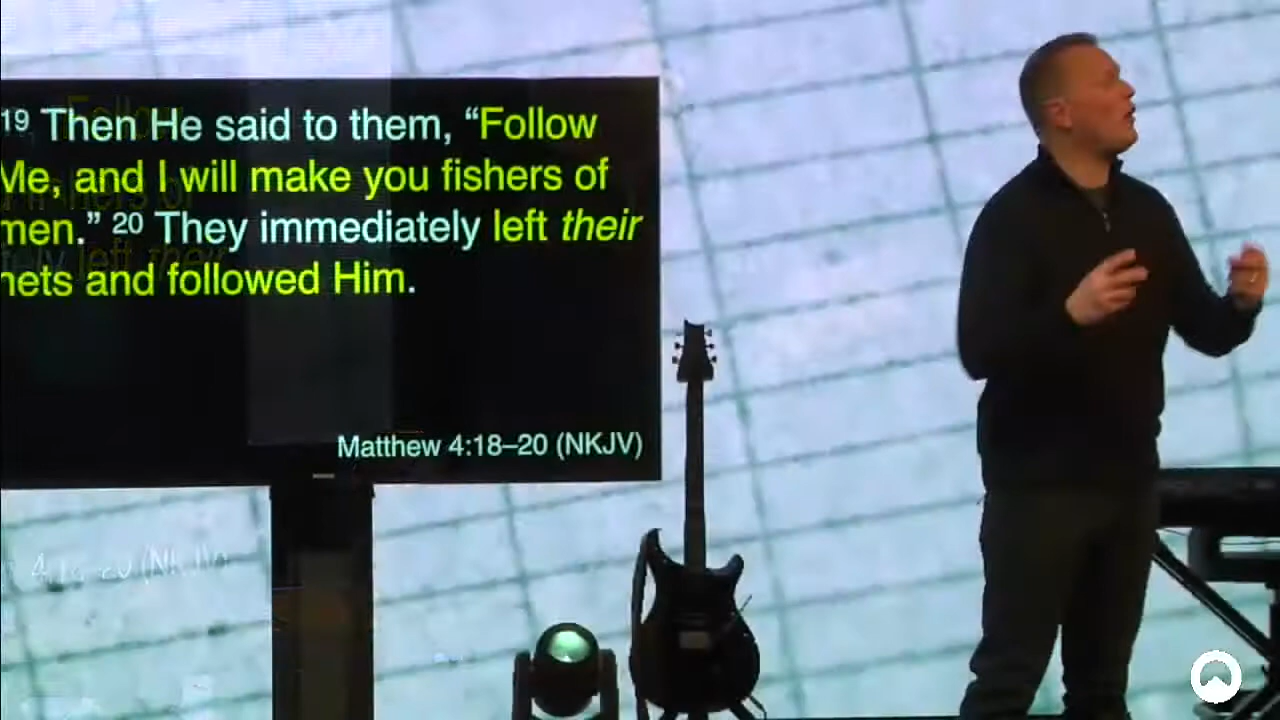 19 Then He said to them, “Follow
Me, and I will make you fishers of
men.” 20 They immediately left their
nets and followed Him.
Matthew 4:18–20 (NKJV)